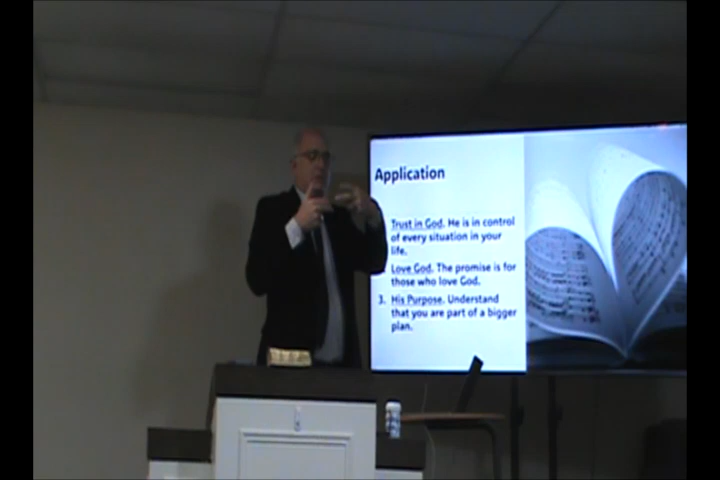 Application
Trust in God. He is in control
of every situation in your
life.
Love God. The promise is for
those who love God.
3. His Purpose. Understand
that you are part of a bigger
plan.